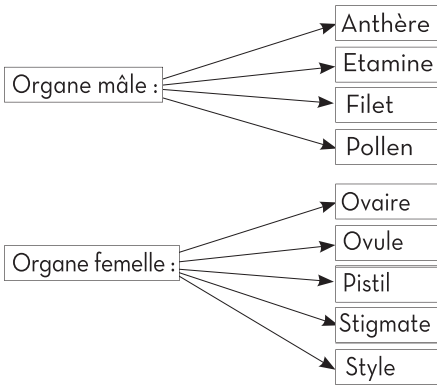 Organe mâle :
Anthère
Etamine
Filet
Pollen
Organe femelle :
Ovaire
Ovule
Pistil
Stigmate
Style